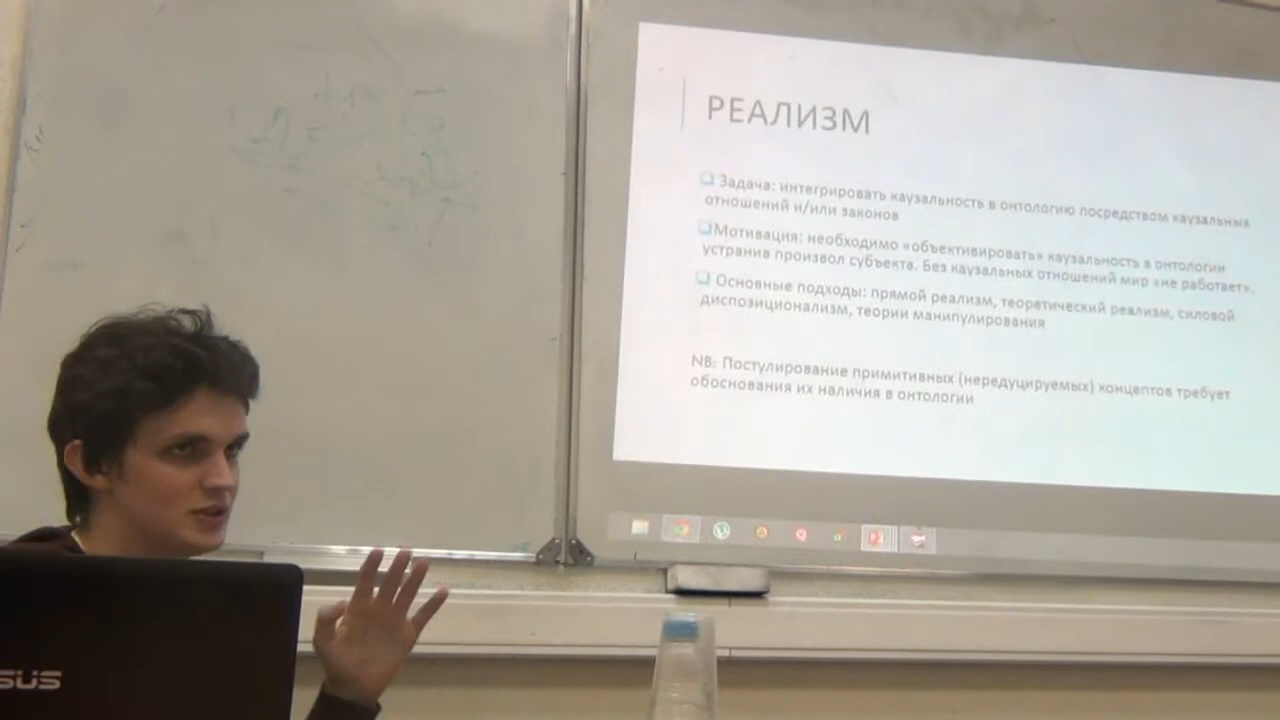 РЕАЛИЗМ
Задача: интегрировать каузальность в онтологию посредством каузальных
отношений и/или законов
Мотивация: необходимо «объективировать» каузальность в онтологии
устранив произвол субъекта. Без каузальных отношений мир «не работает».
Основные подходы: прямой реализм, теоретический реализм, силовой
диспозиционализм, теории манипулирования
NB: Постулирование примитивных (нередуцируемых) концептов требует
обоснования их наличия в онтологии
SUS